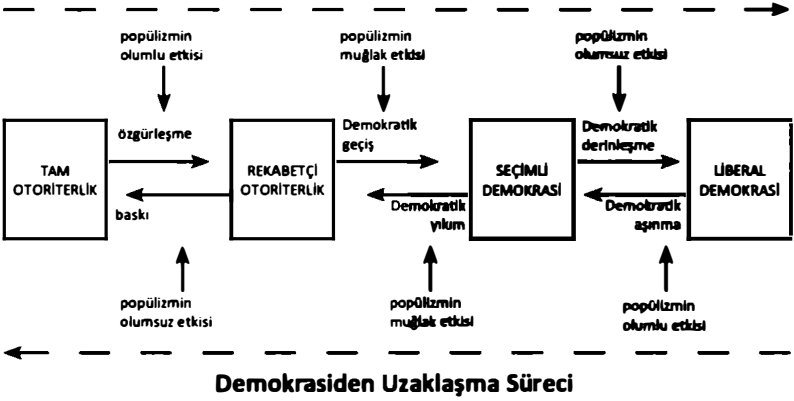 popülizmin
olumlu etkisi
popülizmin
muğlak etkisi
popülizmin
olumsuz etkisi
özgürleşme
Demokratik
geçiş
Demokratik
derinleşme
TAM
OTORİTERLİK
REKABETÇİ
OTORİTERLİK
SEÇİMLİ
DEMOKRASİ
LİBERAL
DEMOKRASİ
baskı
Demokratik
yıkım
Demokratik
aşınma
popülizmin
olumsuz etkisi
popülizmin
muğlak etkisi
popülizmin
olumlu etkisi
Demokrasiden Uzaklaşma Süreci